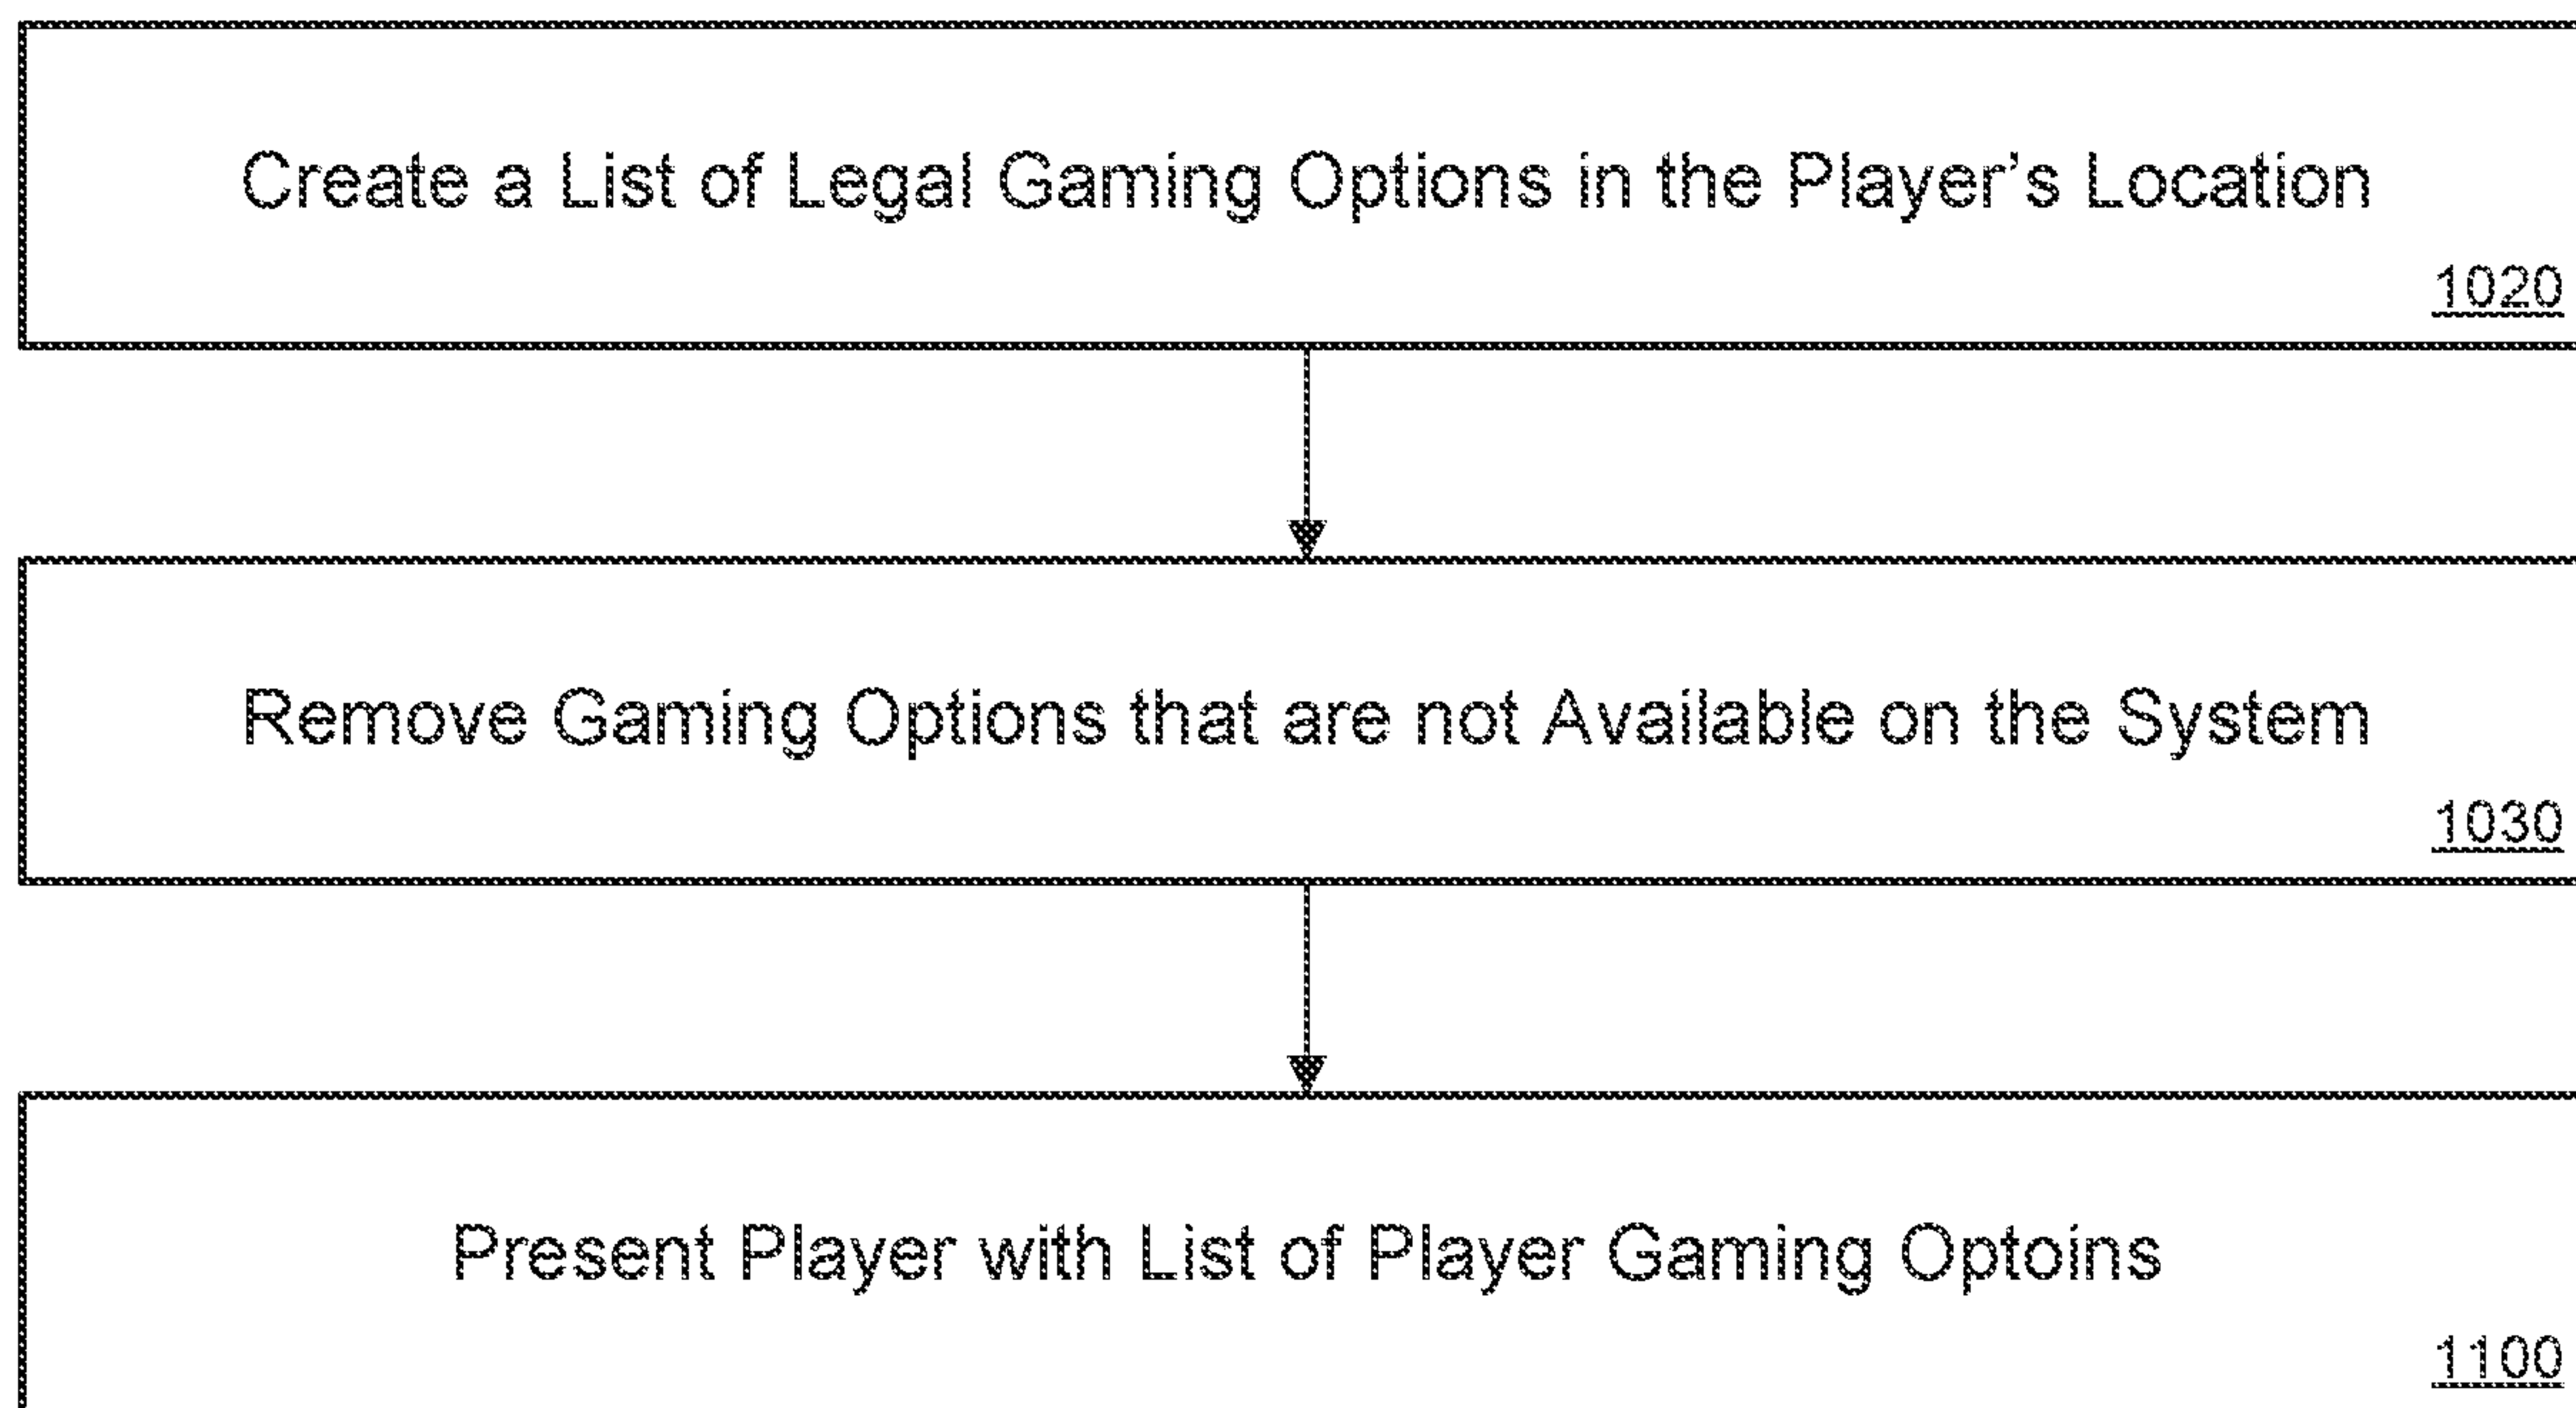 Create a List of Legal Gaming Options in the Player's Location
1020
Remove Gaming Options that are not Available on the System
1030
Present Player with List of Player Gaming Optoins
1100